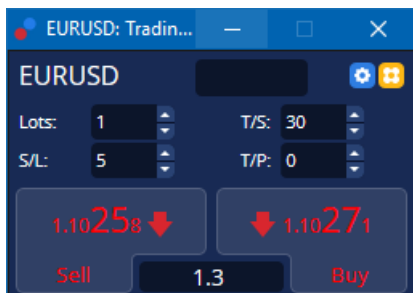 EURUSD: Tradin...
EURUSD
Lots: 1 T/S: 30
S/L: 5 T/P: 0
1.10258 1.10271
Sell 1.3 Buy